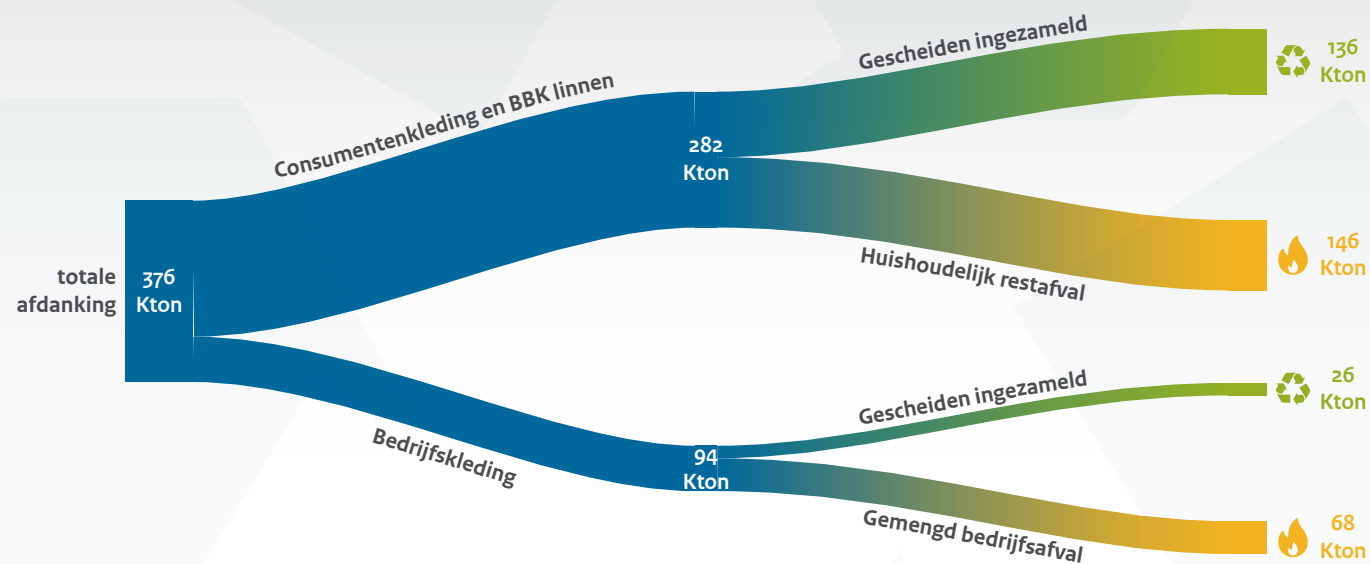 totale
afdanking
376
Kton
Consumentenkleding en BBK linnen
282
Kton
Gescheiden ingezameld
136
Kton
Huishoudelijk restafval
146
Kton
Bedrijfskleding
94
Kton
Gescheiden ingezameld
26
Kton
Gemengd bedrijfsafval
68
Kton